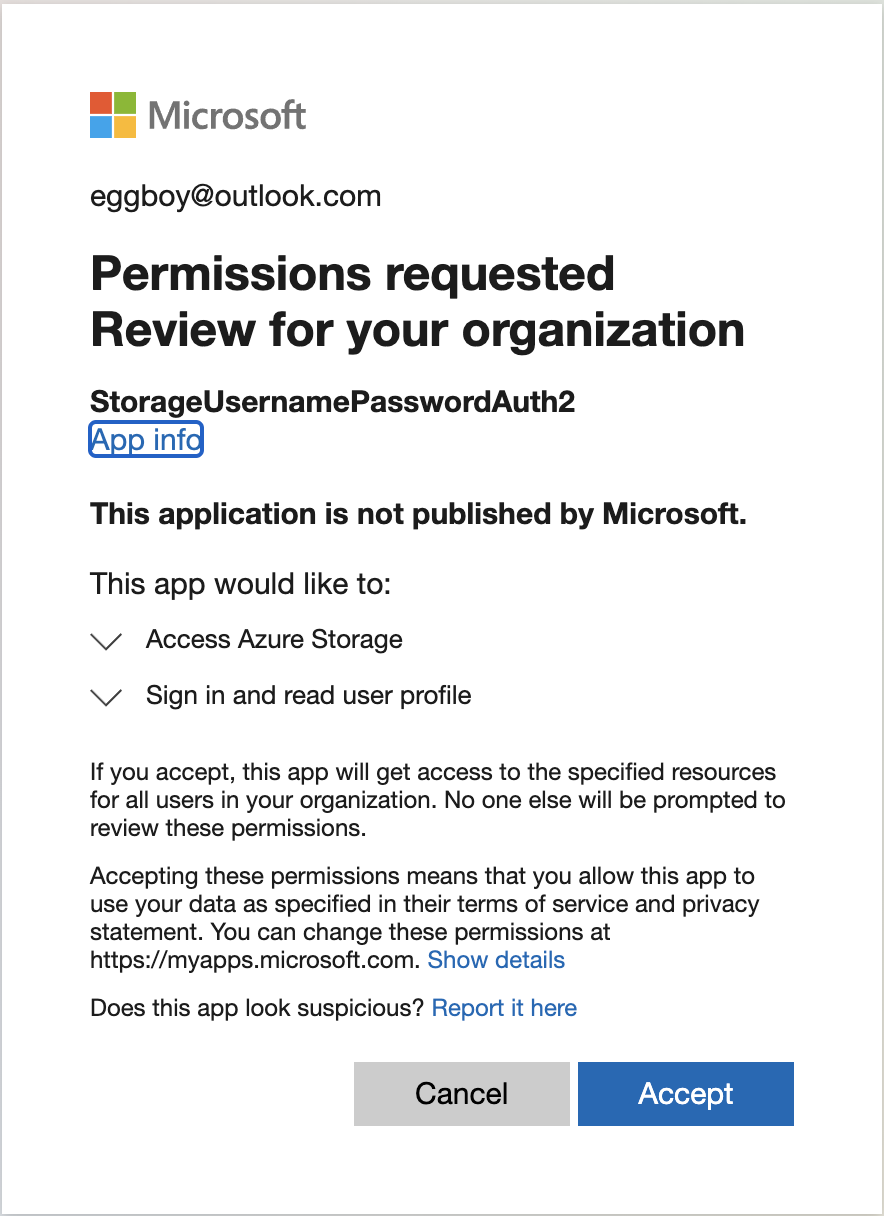 Microsoft
eggboy@outlook.com
Permissions requested
Review for your organization
StorageUsernamePasswordAuth2
App info
This application is not published by Microsoft.
This app would like to:
Access Azure Storage
Sign in and read user profile
If you accept, this app will get access to the specified resources
for all users in your organization. No one else will be prompted to
review these permissions.
Accepting these permissions means that you allow this app to
use your data as specified in their terms of service and privacy
statement. You can change these permissions at
https://myapps.microsoft.com. Show details
Does this app look suspicious? Report it here
Cancel Accept